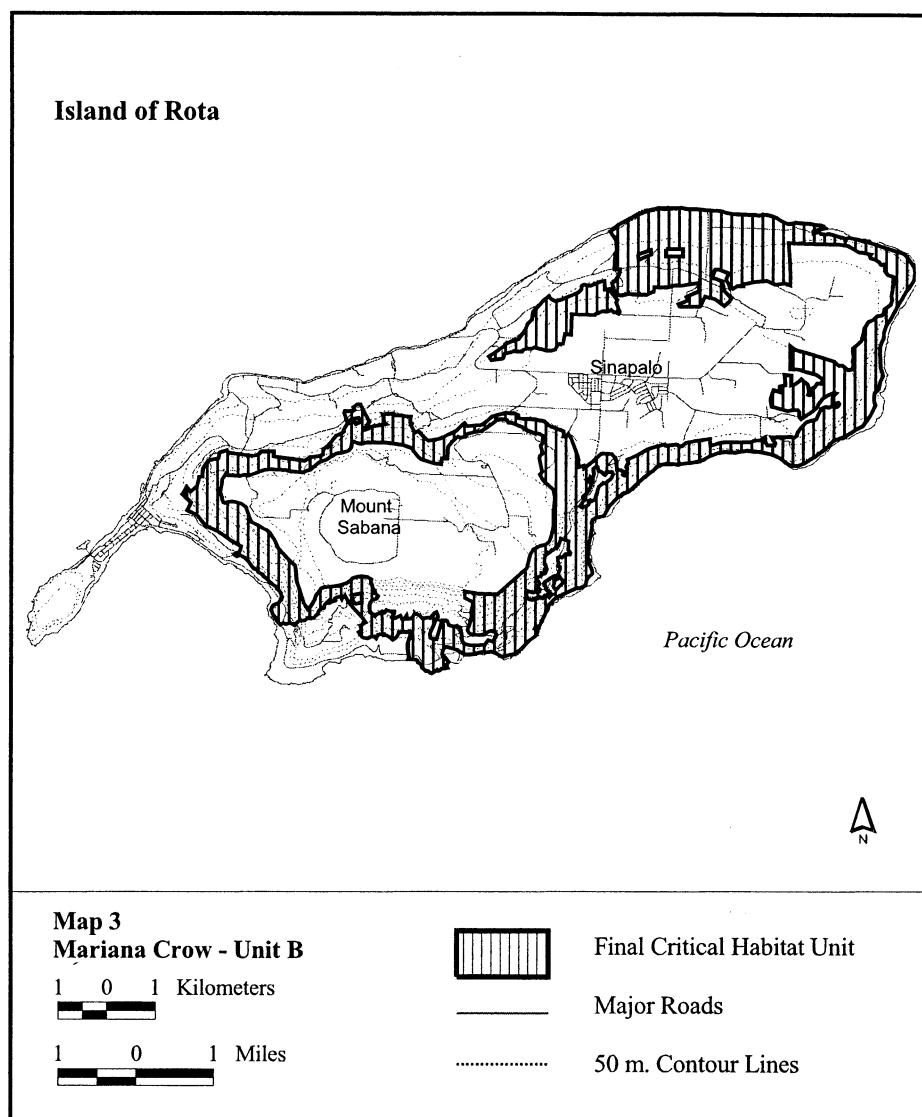 Island of Rota
Sinapalo
Mount
Sabana
Pacific Ocean
N
Map 3
Mariana Crow - Unit B
1 0 1 Kilometers
1 0 1 Miles
Final Critical Habitat Unit
Major Roads
50 m. Contour Lines